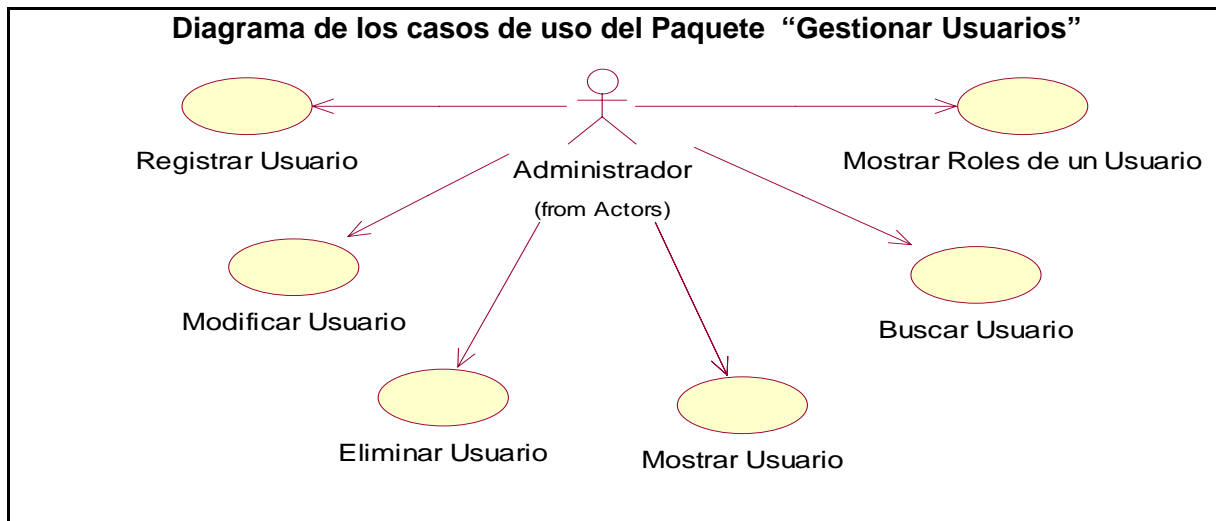 Diagrama de los casos de uso del Paquete “Gestionar Usuarios”
Registrar Usuario
Administrador
(from Actors)
Mostrar Roles de un Usuario
Modificar Usuario
Buscar Usuario
Eliminar Usuario
Mostrar Usuario